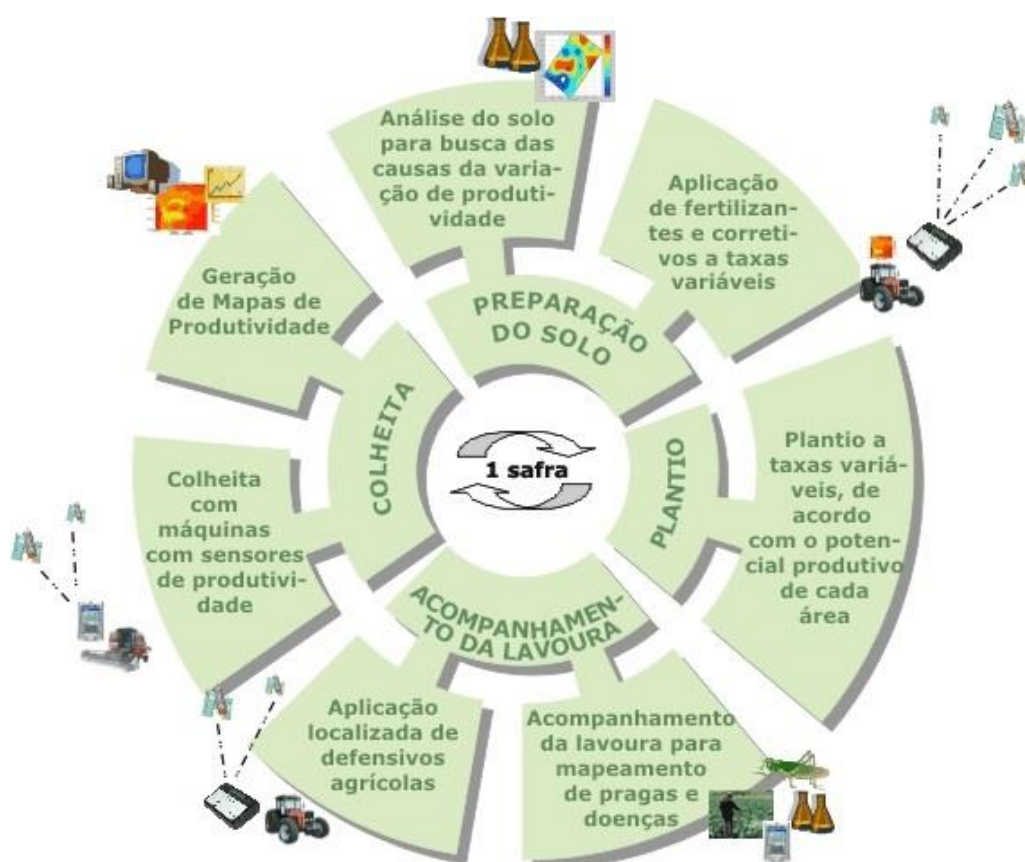 Análise do solo
para busca das
causas da varia-
ção de produti-
vidade
Aplicação
de fertilizan-
tes e correti-
vos a taxas
variáveis
PREPARAÇÃO
DO SOLO
Plantio a
taxas variá-
veis, de
acordo
com o poten-
cial produtivo
de cada
área
PLANTIO
Acompanhamento
da lavoura para
mapeamento
de pragas e
doenças
Aplicação
localizada de
defensivos
agrícolas
ACOMPANHAMEN-
TO DA LAVOURA
Colheita
com
máquinas
com sensores
de produtivi-
dade
Geração
de Mapas de
Produtividade
COLHEITA
1 safra